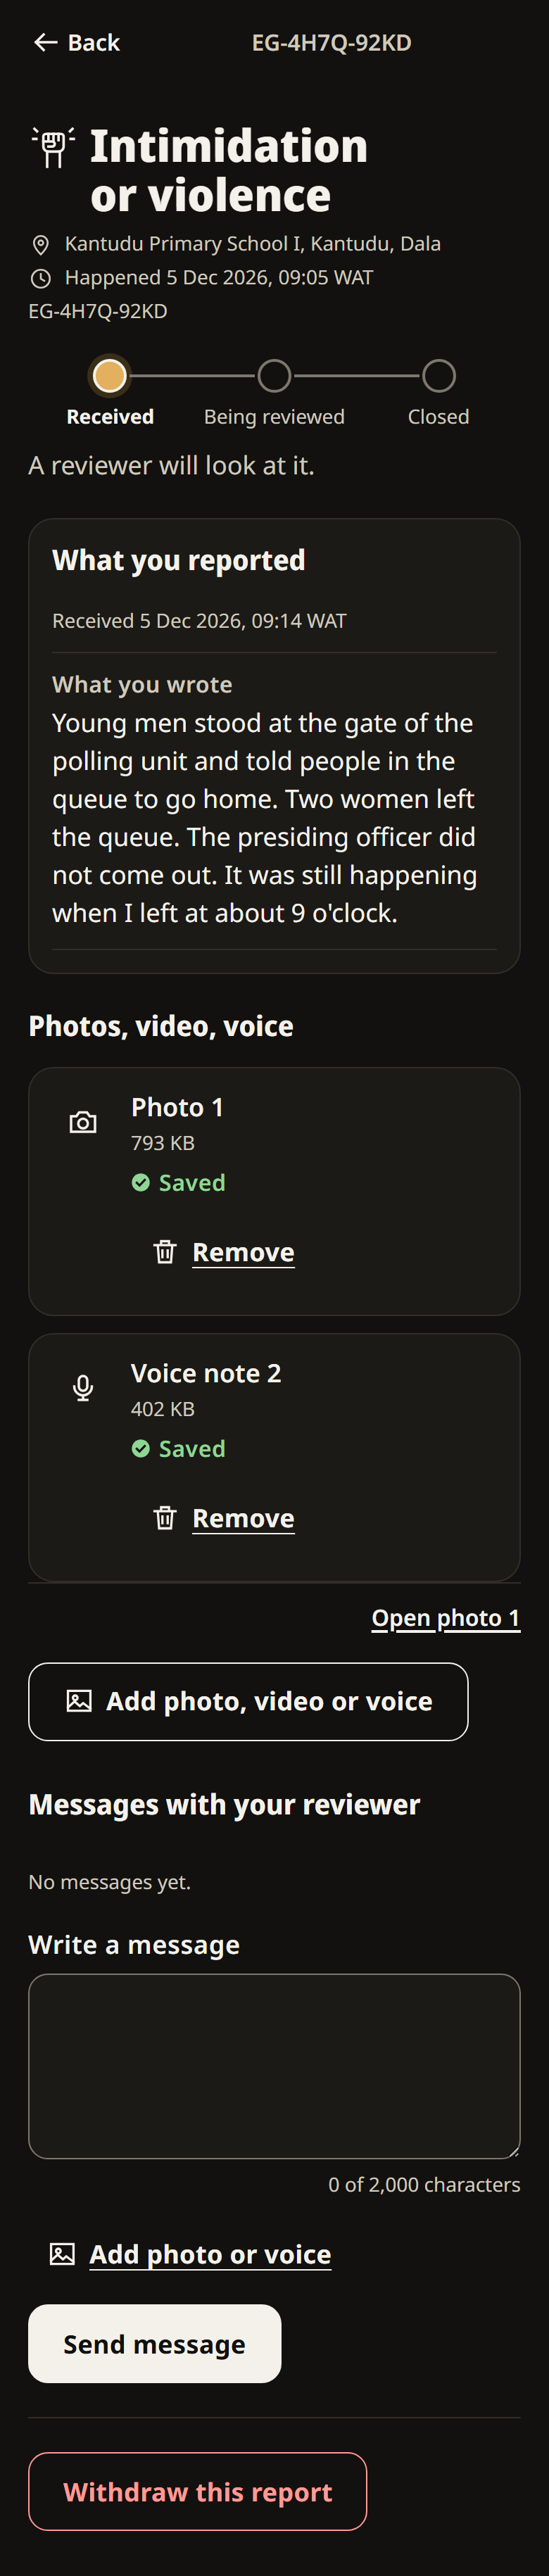 Back
EG-4H7Q-92KD
Intimidation
or violence
Kantudu Primary School I, Kantudu, Dala
Happened 5 Dec 2026, 09:05 WAT
EG-4H7Q-92KD
Received
Being reviewed
Closed
A reviewer will look at it.
What you reported
Received 5 Dec 2026, 09:14 WAT
What you wrote
Young men stood at the gate of the
polling unit and told people in the
queue to go home. Two women left
the queue. The presiding officer did
not come out. It was still happening
when I left at about 9 o'clock.
Photos, video, voice
Photo 1
793 KB
Saved
Remove
Voice note 2
402 KB
Saved
Remove
Open photo 1
Add photo, video or voice
Messages with your reviewer
No messages yet.
Write a message
0 of 2,000 characters
Add photo or voice
Send message
Withdraw this report